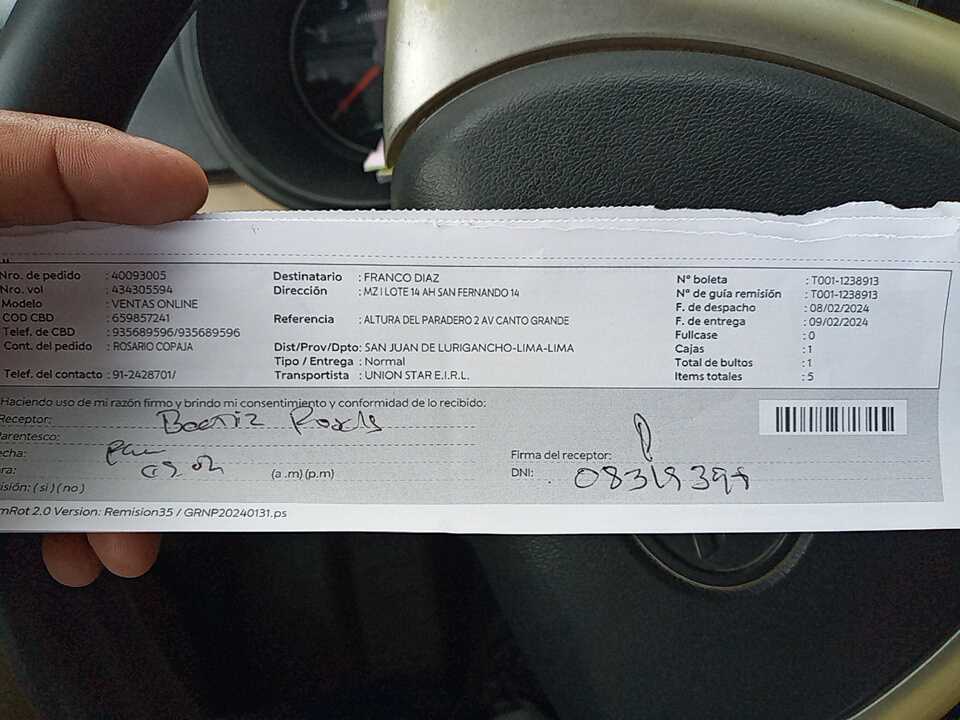 Nro. de pedido : 40093005
Nro. vol : 434305594
Modelo : VENTAS ONLINE
COD CBD : 659857241
Telef. de CBD : 935689596/935689596
Cont. del pedido : ROSARIO COPAJA
Telef. del contacto : 91-2428701/
Destinatario : FRANCO DIAZ
Dirección : MZ I LOTE 14 AH SAN FERNANDO 14
Referencia : ALTURA DEL PARADERO 2 AV CANTO GRANDE
Dist/Prov/Dpto: SAN JUAN DE LURIGANCHO-LIMA-LIMA
Tipo / Entrega : Normal
Transportista : UNION STAR E.I.R.L.
N° boleta : T001-1238913
N° de guía remisión : T001-1238913
F. de despacho : 08/02/2024
F. de entrega : 09/02/2024
Fullcase : 0
Cajas : 1
Total de bultos : 1
Items totales : 5
Haciendo uso de mi razón firmo y brindo mi consentimiento y conformidad de lo recibido:
Receptor: Beatriz
arentesco:
echa:
ra: (a .m) (p.m)
isión: ( si ) ( no )
Firma del receptor:
DNI:
mRot 2.0 Version: Remision35 / GRNP20240131.ps